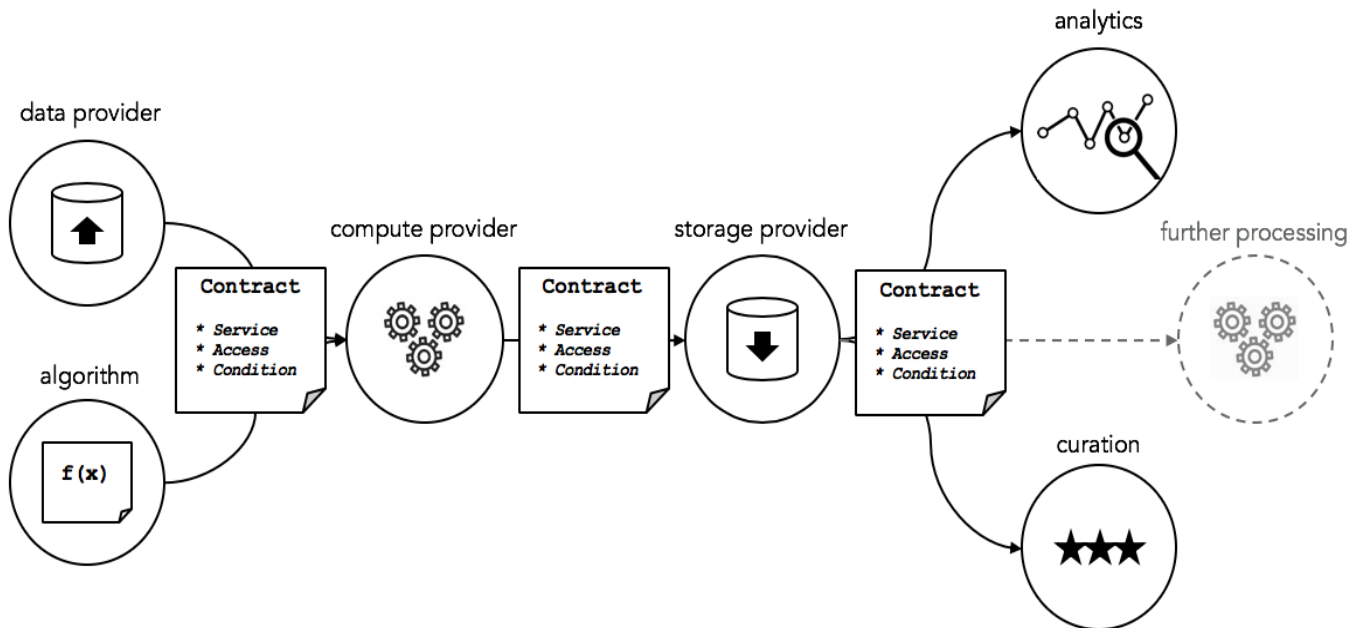 analytics
data provider
compute provider
storage provider
further processing
Contract
* Service
* Access
* Condition
Contract
* Service
* Access
* Condition
Contract
* Service
* Access
* Condition
algorithm
f(x)
curation